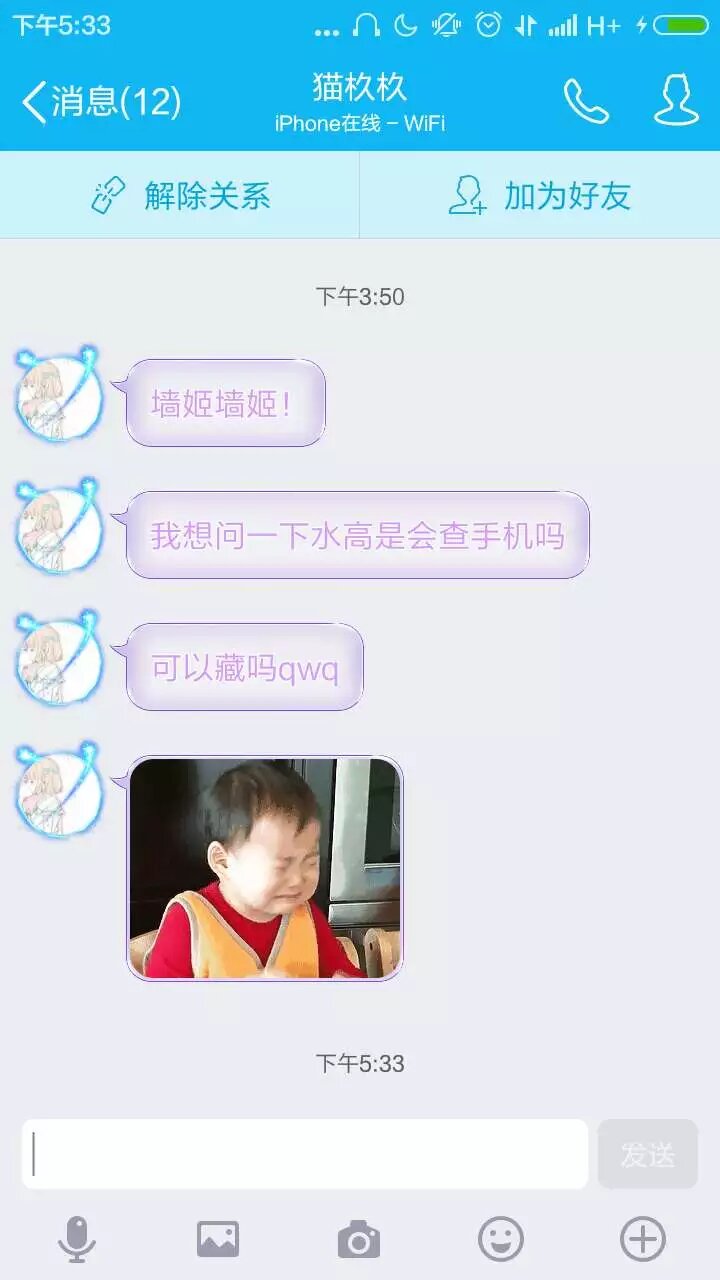 下午5:33
H+
消息(12)
猫杦杦
iPhone在线 – WiFi
解除关系
加为好友
下午3:50
墙姬墙姬！
我想问一下水高是会查手机吗
可以藏吗qwq
下午5:33
发送